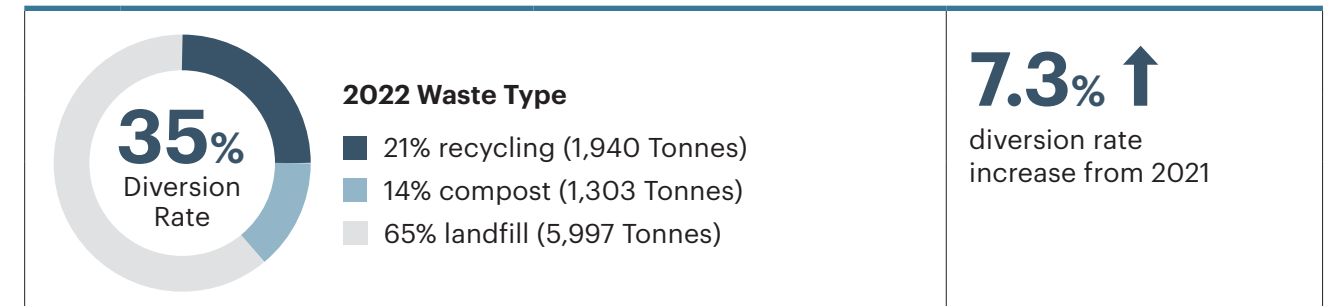 35%
Diversion
Rate
2022 Waste Type
21% recycling (1,940 Tonnes)
14% compost (1,303 Tonnes)
65% landfill (5,997 Tonnes)
7.3%
diversion rate
increase from 2021